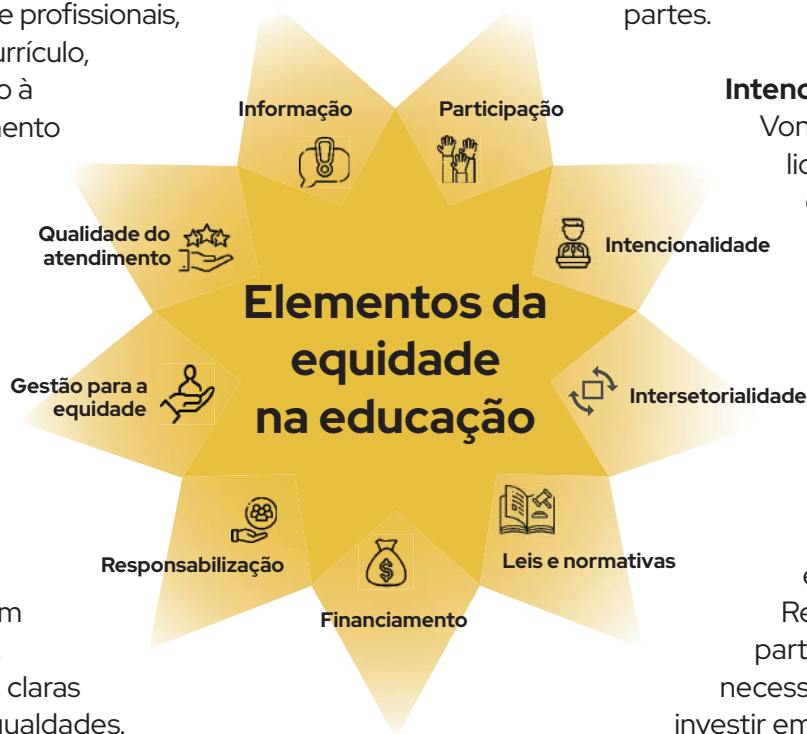 e profissionais,
urrículo,
o à
ento
partes.
Intenc
Von
lic
Informação
Participação
Qualidade do
atendimento
Intencionalidade
Elementos da
equidade
na educação
Gestão para a
equidade
Intersetorialidade
Responsabilização
Leis e normativas
Financiamento
$
m
claras
ualdades.
e
Re
part
necess
investir em